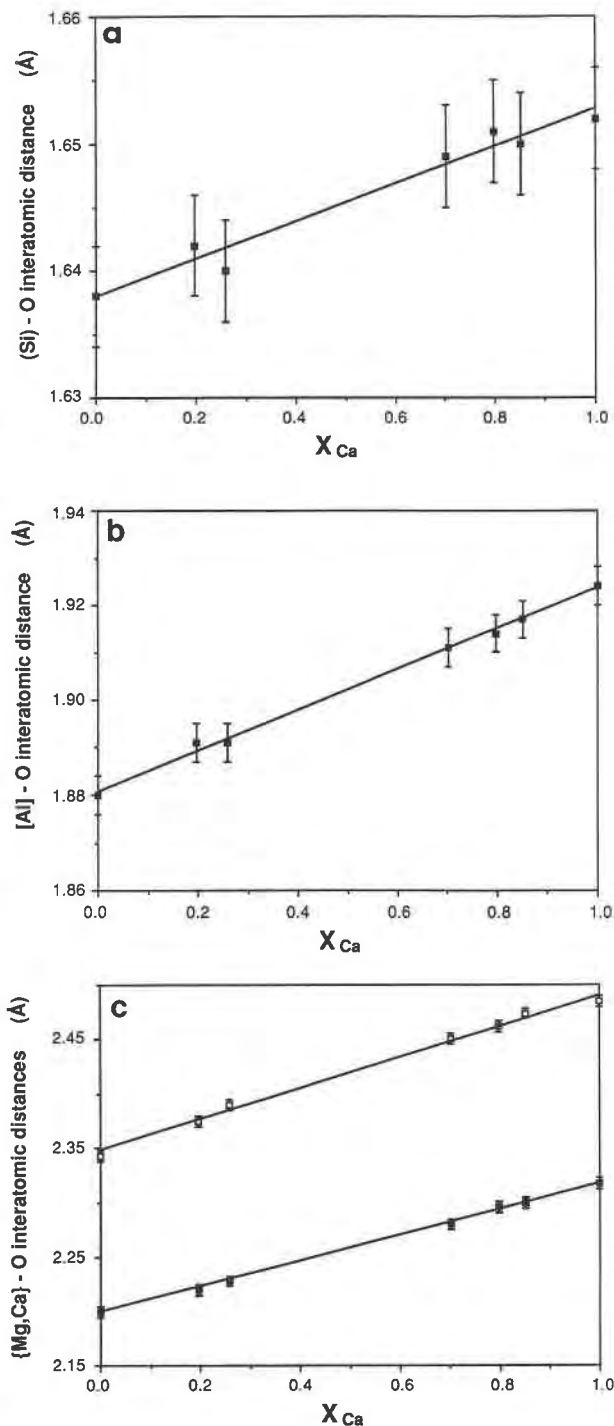 a
(Si) - O interatomic distance (Å)
1.66
1.65
1.64
1.63
0.0 0.2 0.4 0.6 0.8 1.0
X Ca
b
[Al] - O interatomic distance (Å)
1.94
1.92
1.90
1.88
1.86
0.0 0.2 0.4 0.6 0.8 1.0
X Ca
c
{Mg,Ca} - O interatomic distances (Å)
2.45
2.35
2.25
2.15
0.0 0.2 0.4 0.6 0.8 1.0
X Ca